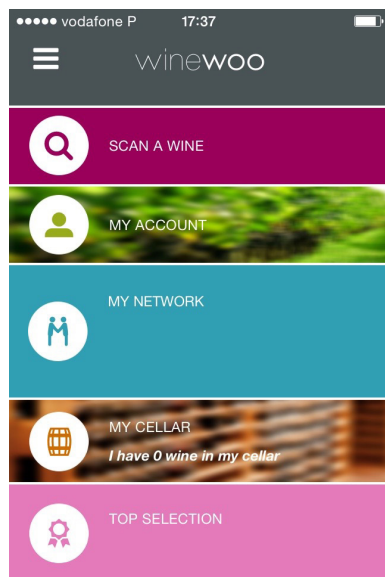 vodafone P 17:37
winewoo
SCAN A WINE
MY ACCOUNT
MY NETWORK
MY CELLAR
I have 0 wine in my cellar
TOP SELECTION